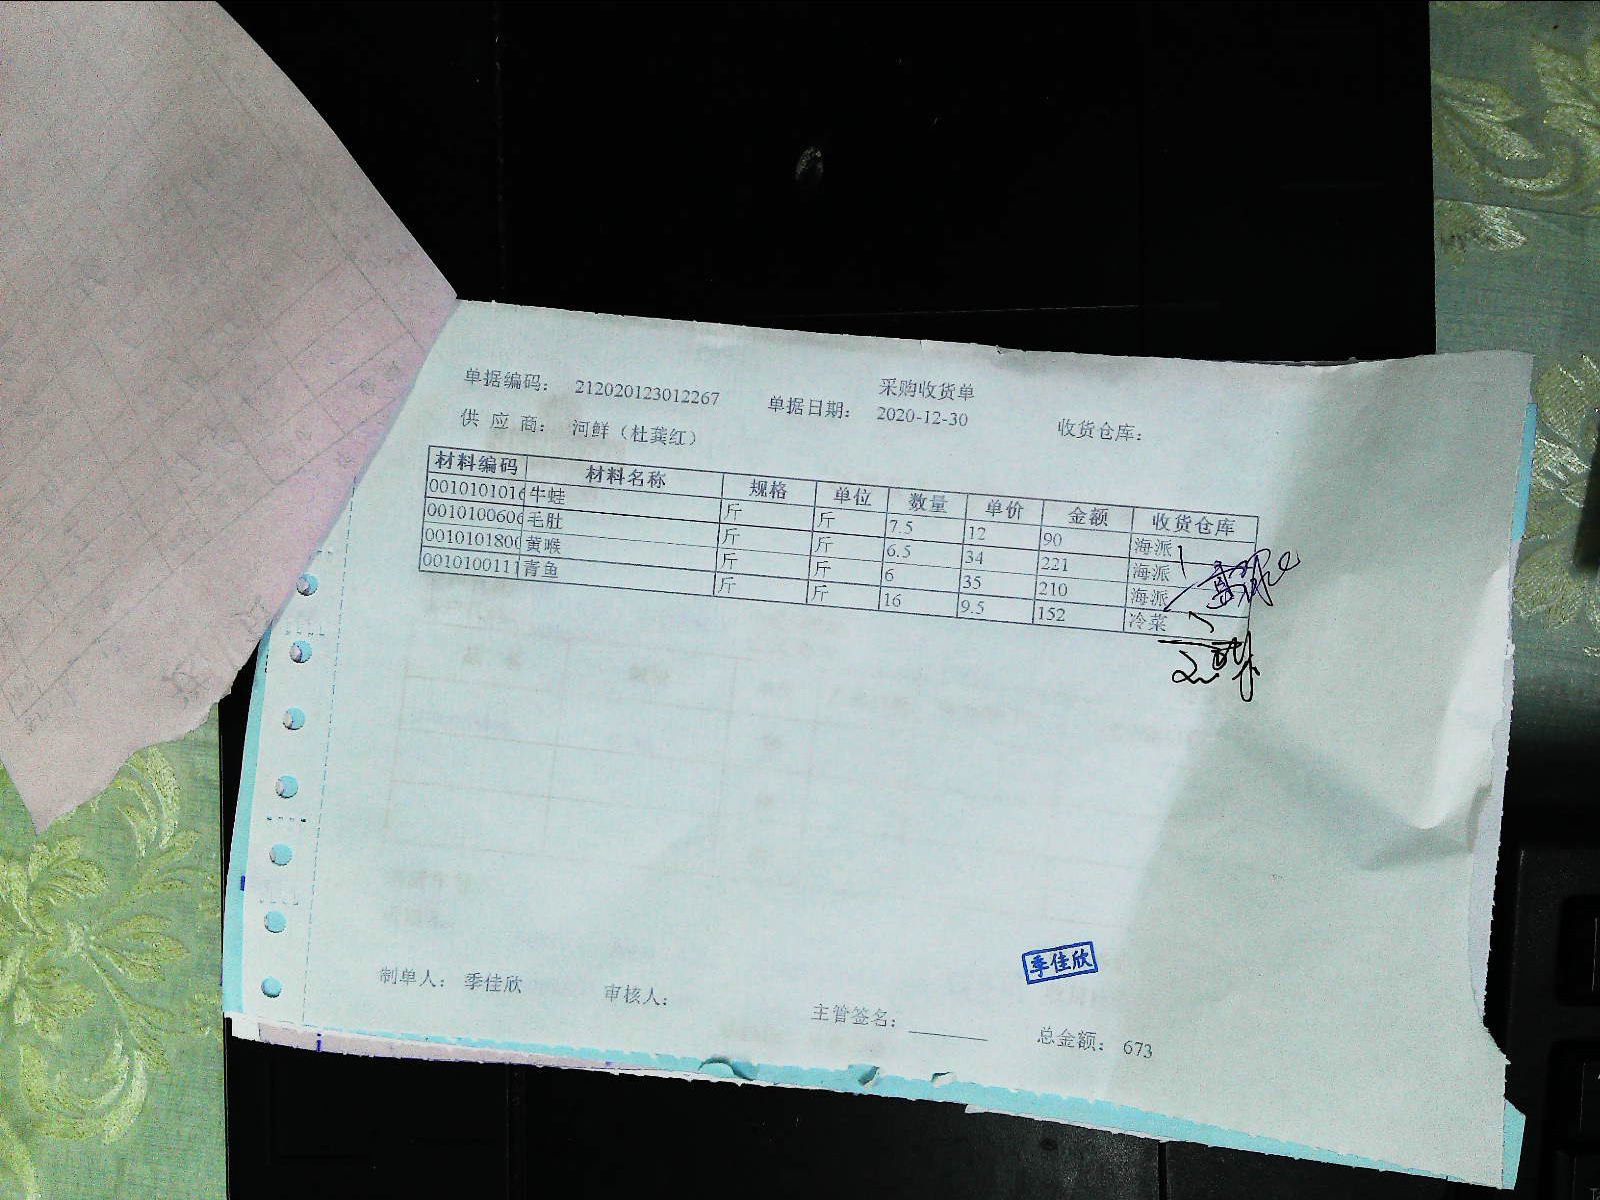 采购收货单
单据编码： 212020123012267 单据日期： 2020-12-30 收货仓库：
供 应 商： 河鲜（杜龚红）
材料编码 材料名称 规格 单位 数量 单价 金额 收货仓库
0010101016 牛蛙 斤 斤 7.5 12 90 海派
0010100606 毛肚 斤 斤 6.5 34 221 海派
0010101800 黄喉 斤 斤 6 35 210 海派
0010100111 青鱼 斤 斤 16 9.5 152 冷菜
季佳欣
制单人： 季佳欣 审核人： 主管签名： 总金额： 673